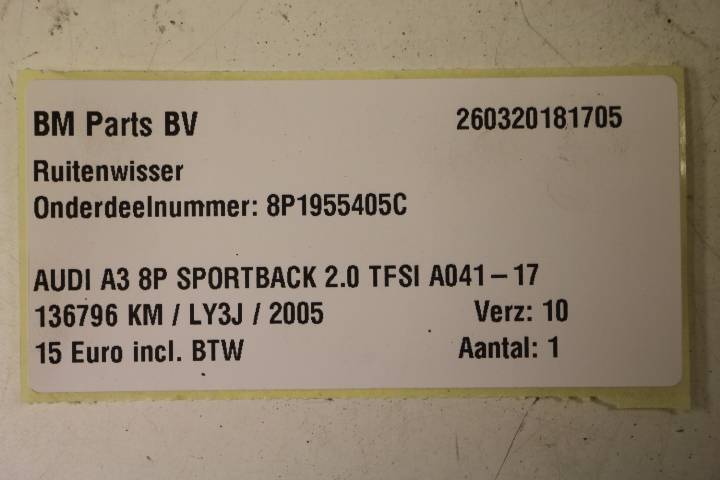 BM Parts BV 260320181705
Ruitenwisser
Onderdeelnummer: 8P1955405C
AUDI A3 8P SPORTBACK 2.0 TFSI A041-17
136796 KM / LY3J / 2005 Verz: 10
15 Euro incl. BTW Aantal: 1